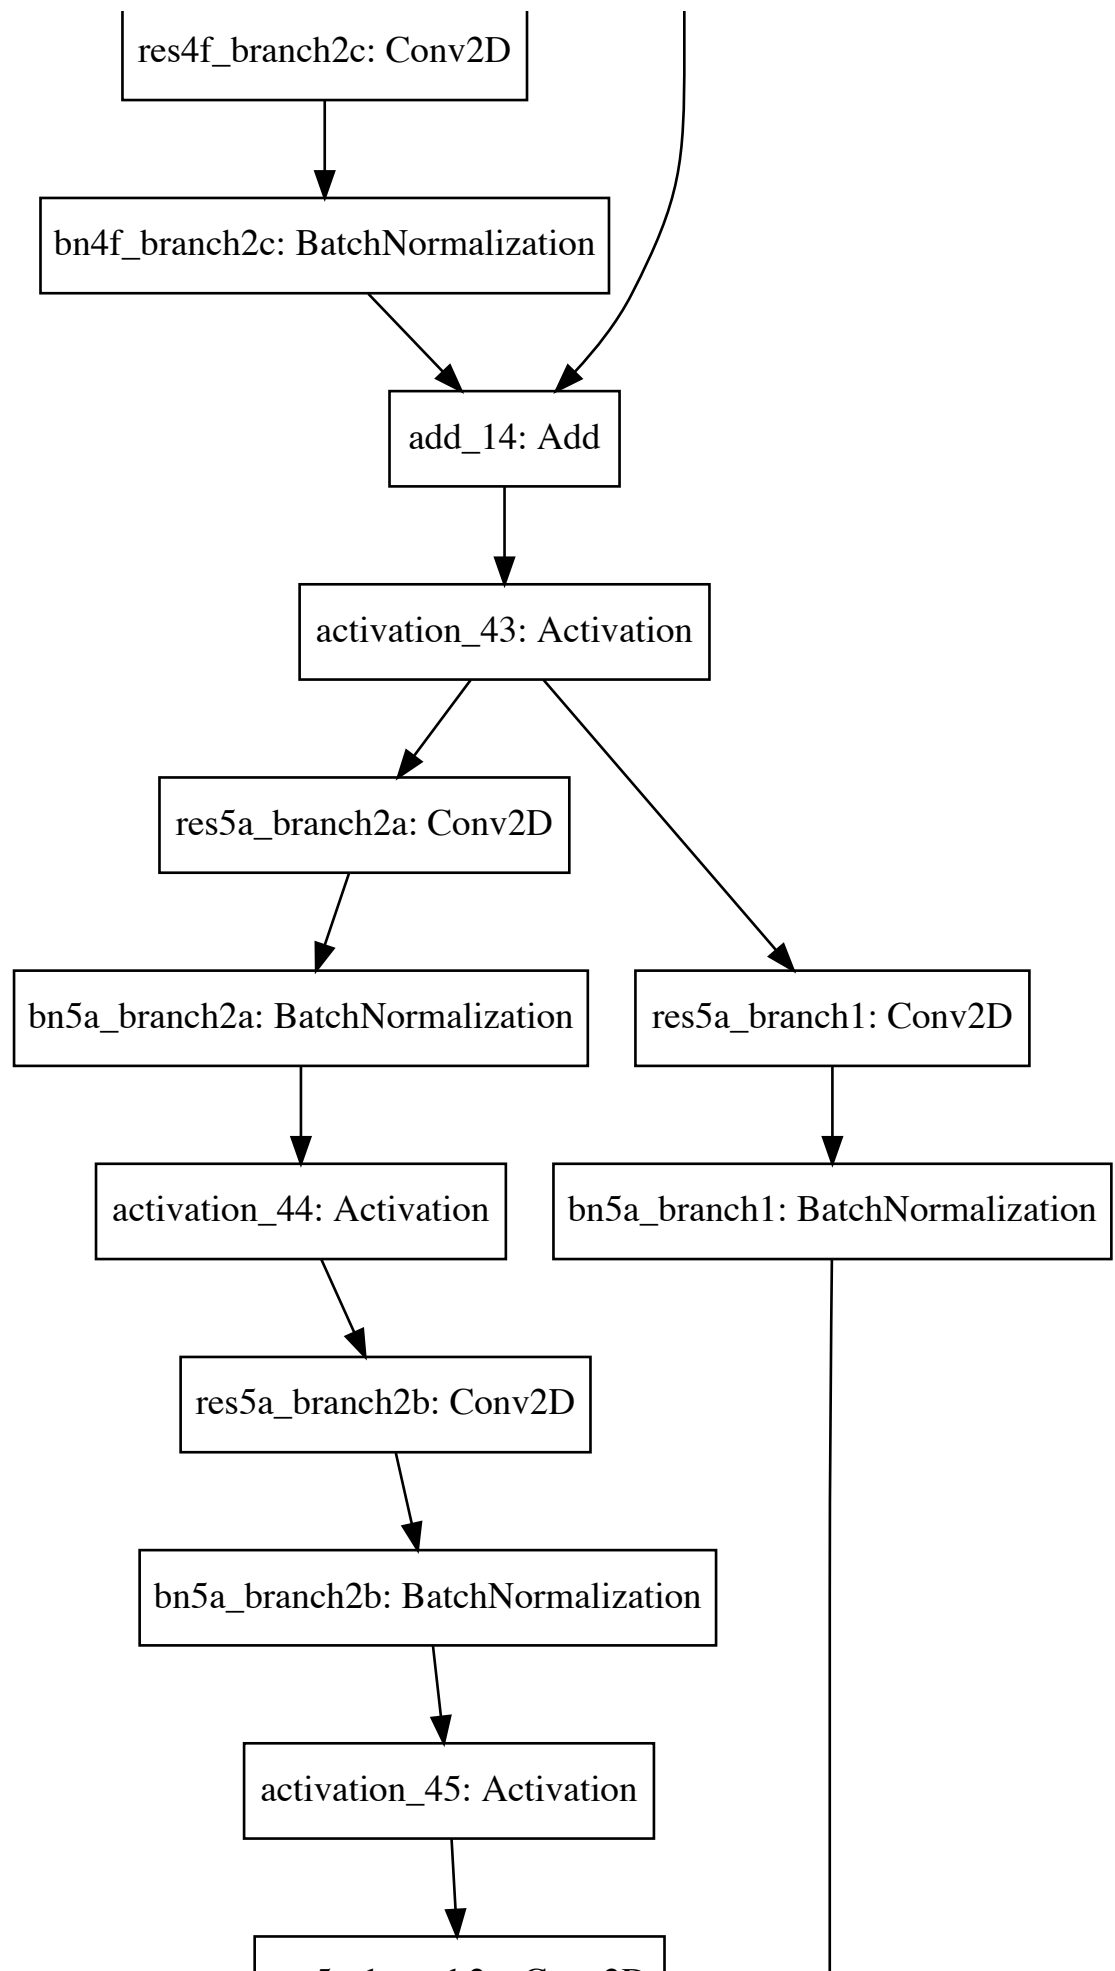 res4f_branch2c: Conv2D
bn4f_branch2c: BatchNormalization
add_14: Add
activation_43: Activation
res5a_branch2a: Conv2D
bn5a_branch2a: BatchNormalization
res5a_branch1: Conv2D
activation_44: Activation
bn5a_branch1: BatchNormalization
res5a_branch2b: Conv2D
bn5a_branch2b: BatchNormalization
activation_45: Activation